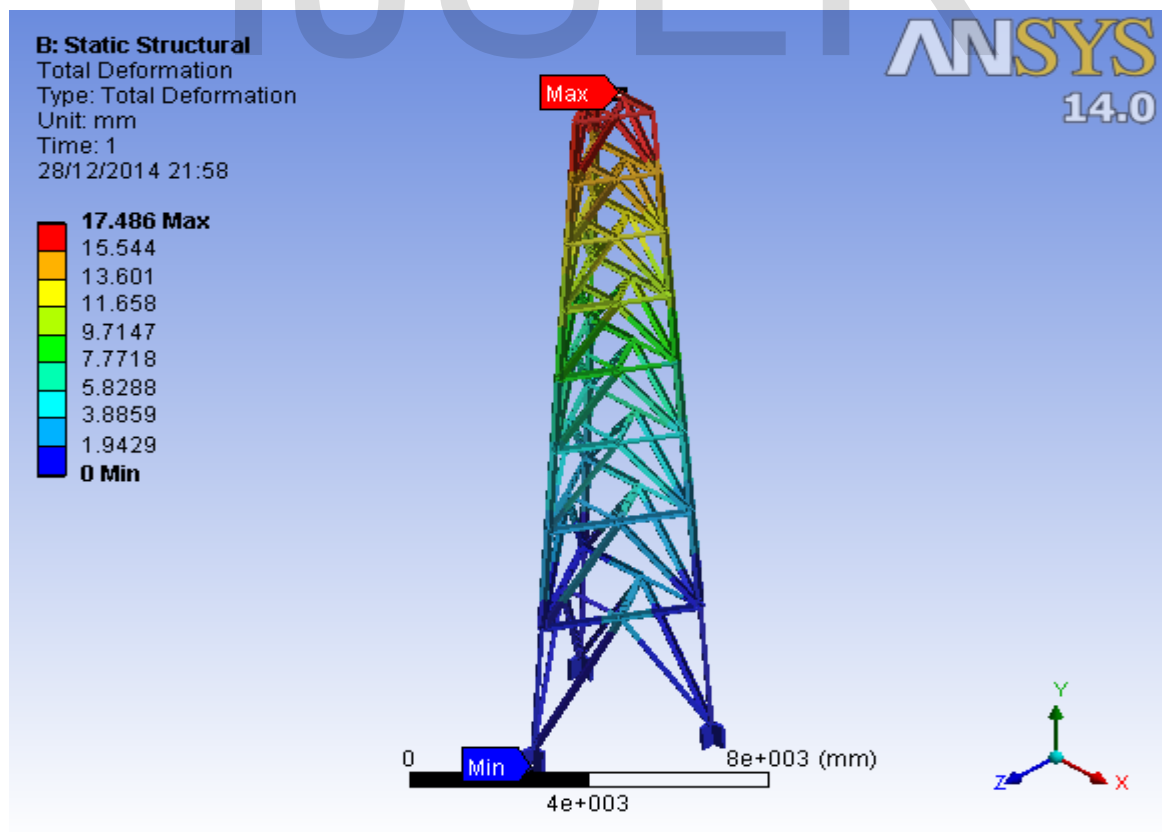 IJSER
B: Static Structural
Total Deformation
Type: Total Deformation
Unit: mm
Time: 1
28/12/2014 21:58
ANSYS
14.0
17.486 Max
15.544
13.601
11.658
9.7147
7.7718
5.8288
3.8859
1.9429
0 Min
Max
Min
0
8e+003 (mm)
4e+003
Y
Z
X